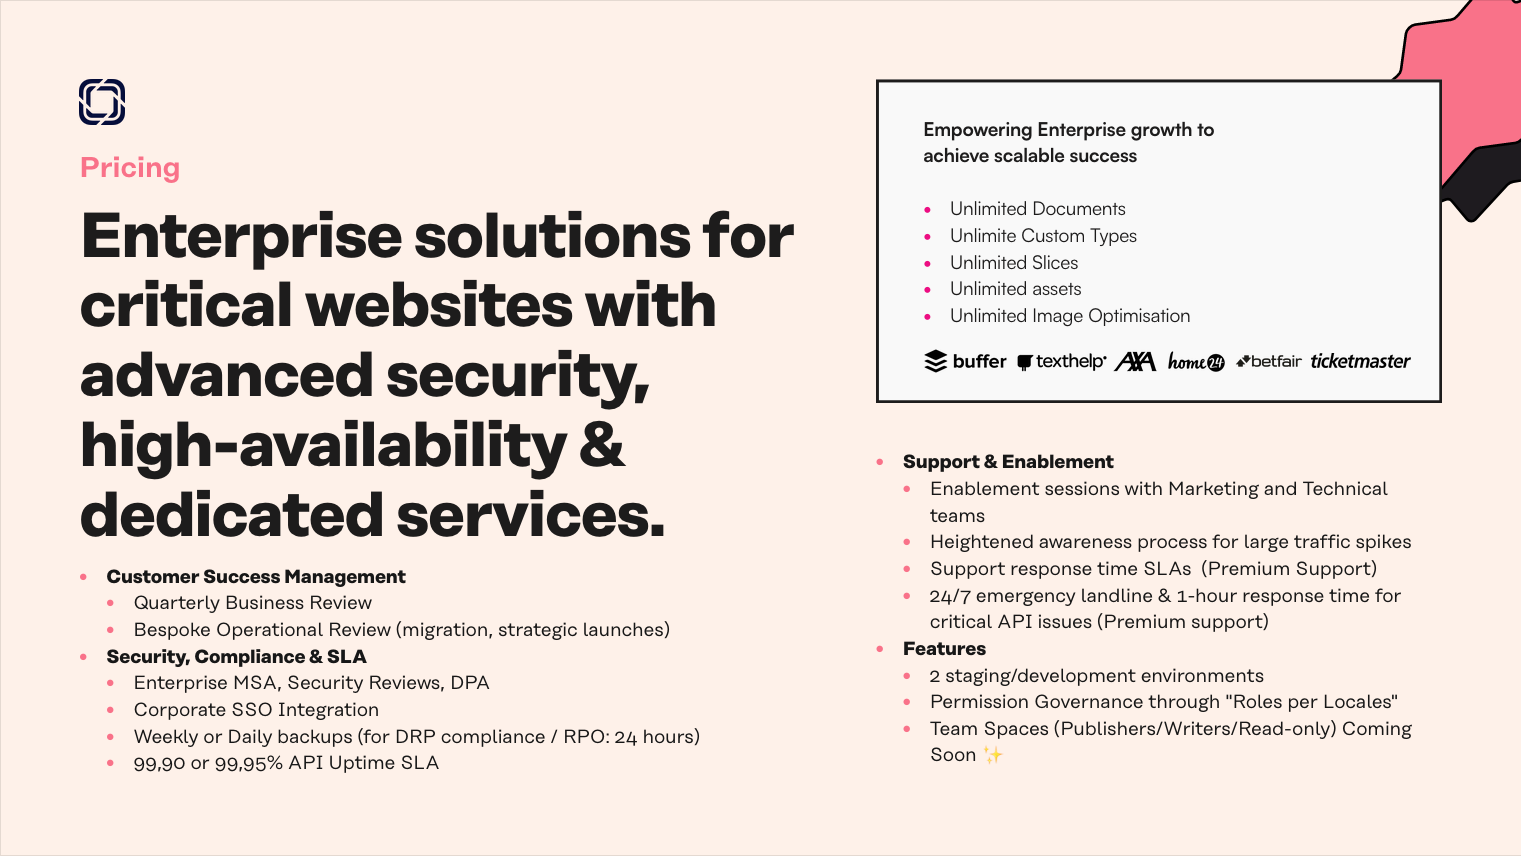 Pricing
Enterprise solutions for
critical websites with
advanced security,
high-availability &
dedicated services.
Customer Success Management
Quarterly Business Review
Bespoke Operational Review (migration, strategic launches)
Security, Compliance & SLA
Enterprise MSA, Security Reviews, DPA
Corporate SSO Integration
Weekly or Daily backups (for DRP compliance / RPO: 24 hours)
99,90 or 99,95% API Uptime SLA
Empowering Enterprise growth to
achieve scalable success
Unlimited Documents
Unlimite Custom Types
Unlimited Slices
Unlimited assets
Unlimited Image Optimisation
buffer texthelp AXA home24 betfair ticketmaster
Support & Enablement
Enablement sessions with Marketing and Technical
teams
Heightened awareness process for large traffic spikes
Support response time SLAs (Premium Support)
24/7 emergency landline & 1-hour response time for
critical API issues (Premium support)
Features
2 staging/development environments
Permission Governance through "Roles per Locales"
Team Spaces (Publishers/Writers/Read-only) Coming
Soon ✨